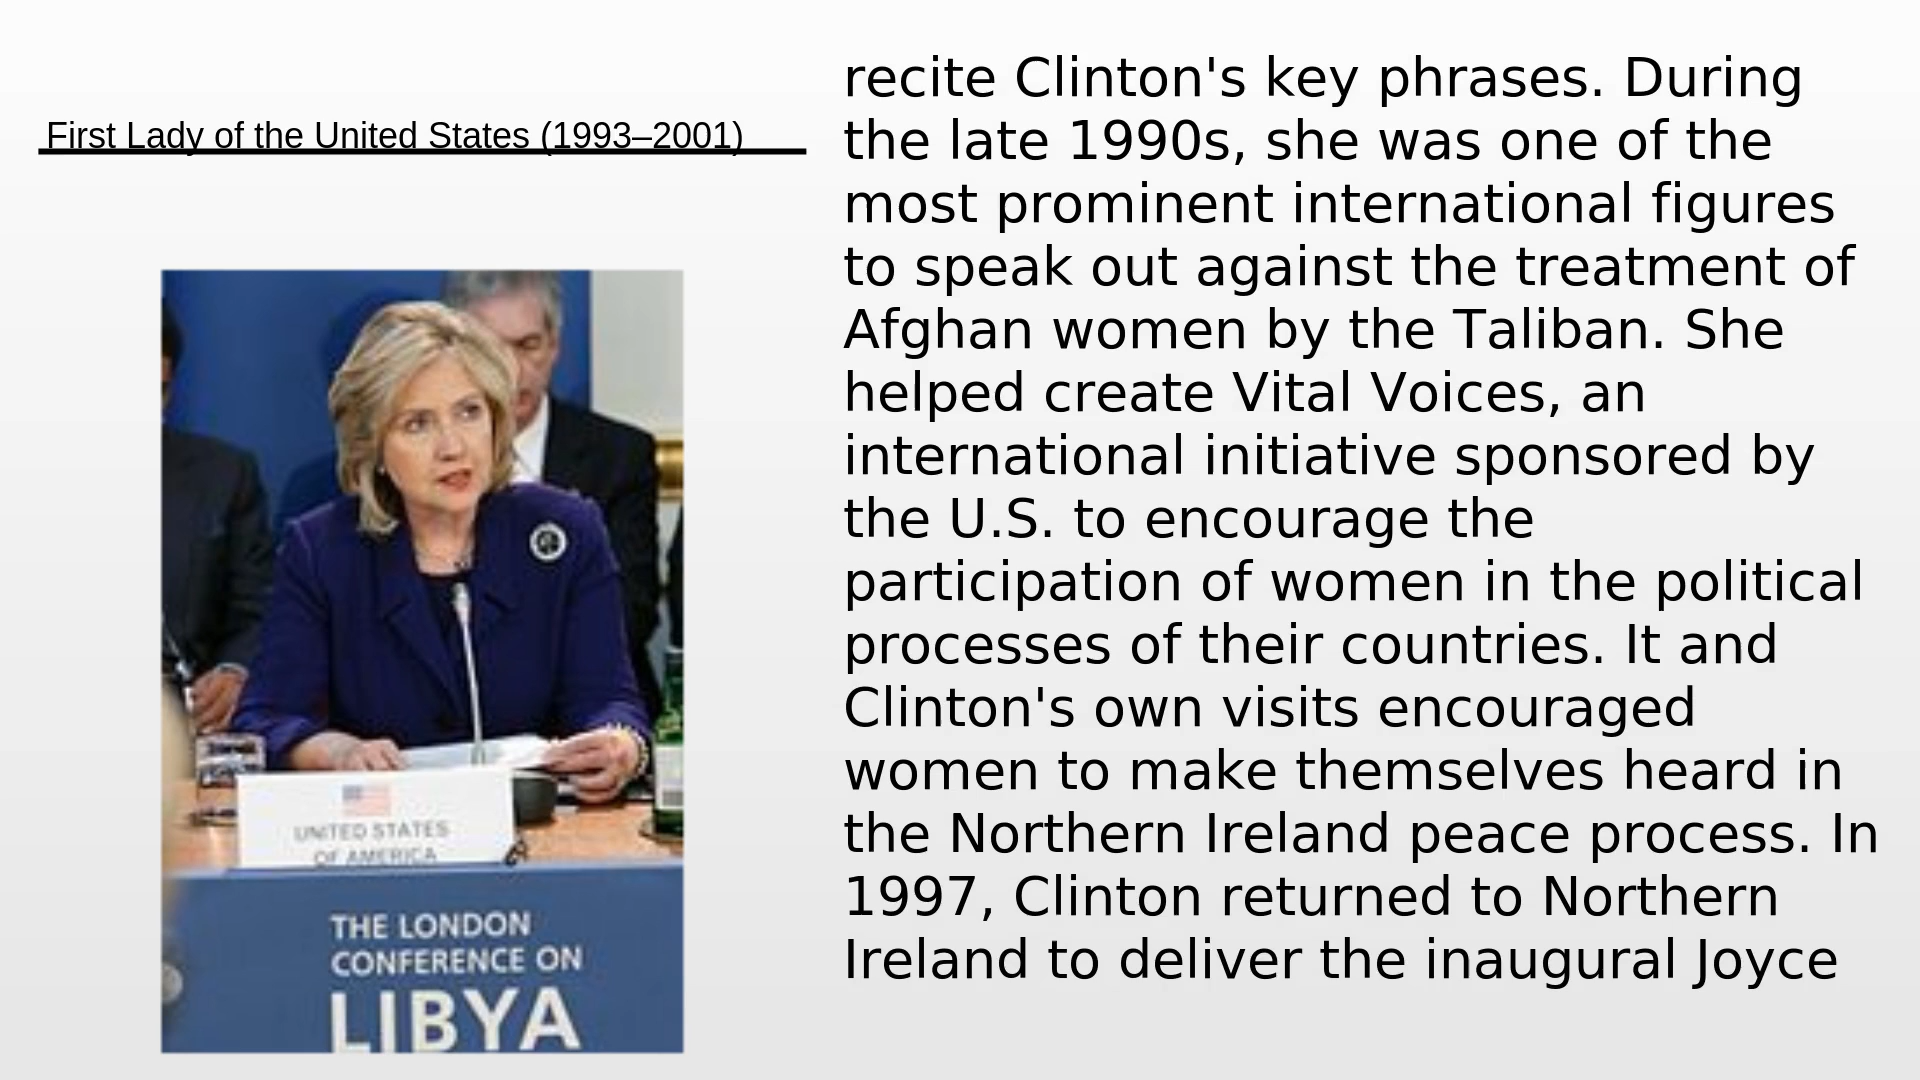 First Lady of the United States (1993–2001)
recite Clinton's key phrases. During
the late 1990s, she was one of the
most prominent international figures
to speak out against the treatment of
Afghan women by the Taliban. She
helped create Vital Voices, an
international initiative sponsored by
the U.S. to encourage the
participation of women in the political
processes of their countries. It and
Clinton's own visits encouraged
women to make themselves heard in
the Northern Ireland peace process. In
1997, Clinton returned to Northern
Ireland to deliver the inaugural Joyce
UNITED STATES
OF AMERICA
THE LONDON
CONFERENCE ON
LIBYA